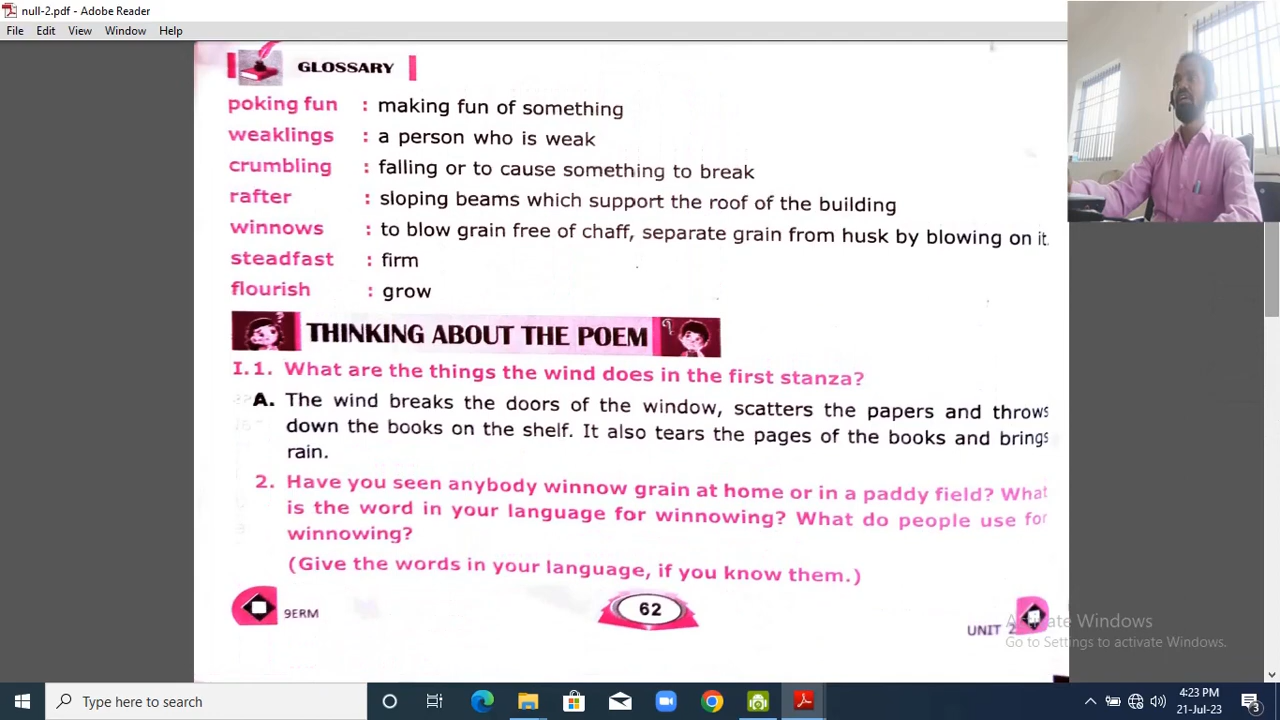 null-2.pdf - Adobe Reader
File Edit View Window Help
GLOSSARY
poking fun : making fun of something
weaklings : a person who is weak
crumbling : falling or to cause something to break
rafter : sloping beams which support the roof of the building
winnows : to blow grain free of chaff, separate grain from husk by blowing on it.
steadfast : firm
flourish : grow
THINKING ABOUT THE POEM
I.1. What are the things the wind does in the first stanza?
A. The wind breaks the doors of the window, scatters the papers and throws
down the books on the shelf. It also tears the pages of the books and brings
rain.
2. Have you seen anybody winnow grain at home or in a paddy field? What
is the word in your language for winnowing? What do people use for
winnowing?
(Give the words in your language, if you know them.)
9ERM
62
UNIT 2
Activate Windows
Go to Settings to activate Windows.
Type here to search
4:23 PM
21-Jul-23
3